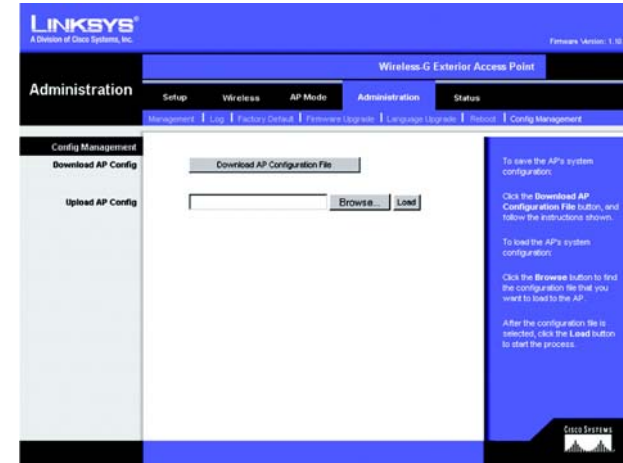 LINKSYS®
A Division of Cisco Systems, Inc.
Firmware Version: 1.10
Wireless-G Exterior Access Point
Administration
Setup Wireless AP Mode Administration Status
Management | Log | Factory Default | Firmware Upgrade | Language Upgrade | Reboot | Config Management
Config Management
Download AP Config
Download AP Configuration File
Upload AP Config
Browse... Load
To save the AP's system
configuration:
Click the Download AP
Configuration File button, and
follow the instructions shown.
To load the AP's system
configuration:
Click the Browse button to find
the configuration file that you
want to load to the AP.
After the configuration file is
selected, click the Load button
to start the process.
CISCO SYSTEMS